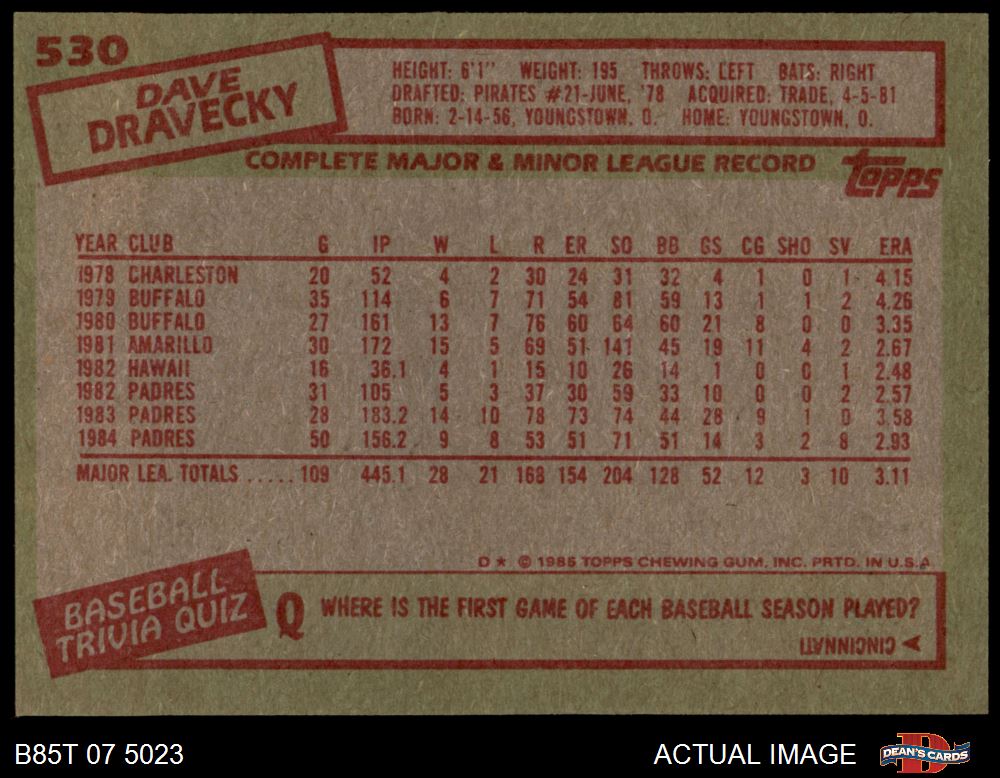 530
DAVE
DRAVECKY
HEIGHT: 6'1" WEIGHT: 195 THROWS: LEFT BATS: RIGHT
DRAFTED: PIRATES #21-JUNE, '78 ACQUIRED: TRADE, 4-5-81
BORN: 2-14-56, YOUNGSTOWN, O. HOME: YOUNGSTOWN, O.
COMPLETE MAJOR & MINOR LEAGUE RECORD
topps
YEAR CLUB G IP W L R ER SO BB GS CG SHO SV ERA
1978 CHARLESTON 20 52 4 2 30 24 31 32 4 1 0 1 4.15
1979 BUFFALO 35 114 6 7 71 54 81 59 13 1 1 2 4.26
1980 BUFFALO 27 161 13 7 76 60 64 60 21 8 0 0 3.35
1981 AMARILLO 30 172 15 5 69 51 141 45 19 11 4 2 2.67
1982 HAWAII 16 36.1 4 1 15 10 26 14 1 0 0 1 2.48
1982 PADRES 31 105 5 3 37 30 59 33 10 0 0 2 2.57
1983 PADRES 28 183.2 14 10 78 73 74 44 28 9 1 0 3.58
1984 PADRES 50 156.2 9 8 53 51 71 51 14 3 2 8 2.93
MAJOR LEA. TOTALS ..... 109 445.1 28 21 168 154 204 128 52 12 3 10 3.11
D ★ © 1985 TOPPS CHEWING GUM, INC. PRTD. IN U.S.A
BASEBALL
TRIVIA QUIZ
Q WHERE IS THE FIRST GAME OF EACH BASEBALL SEASON PLAYED?
CINCINNATI
B85T 07 5023
ACTUAL IMAGE
D
DEAN'S CARDS